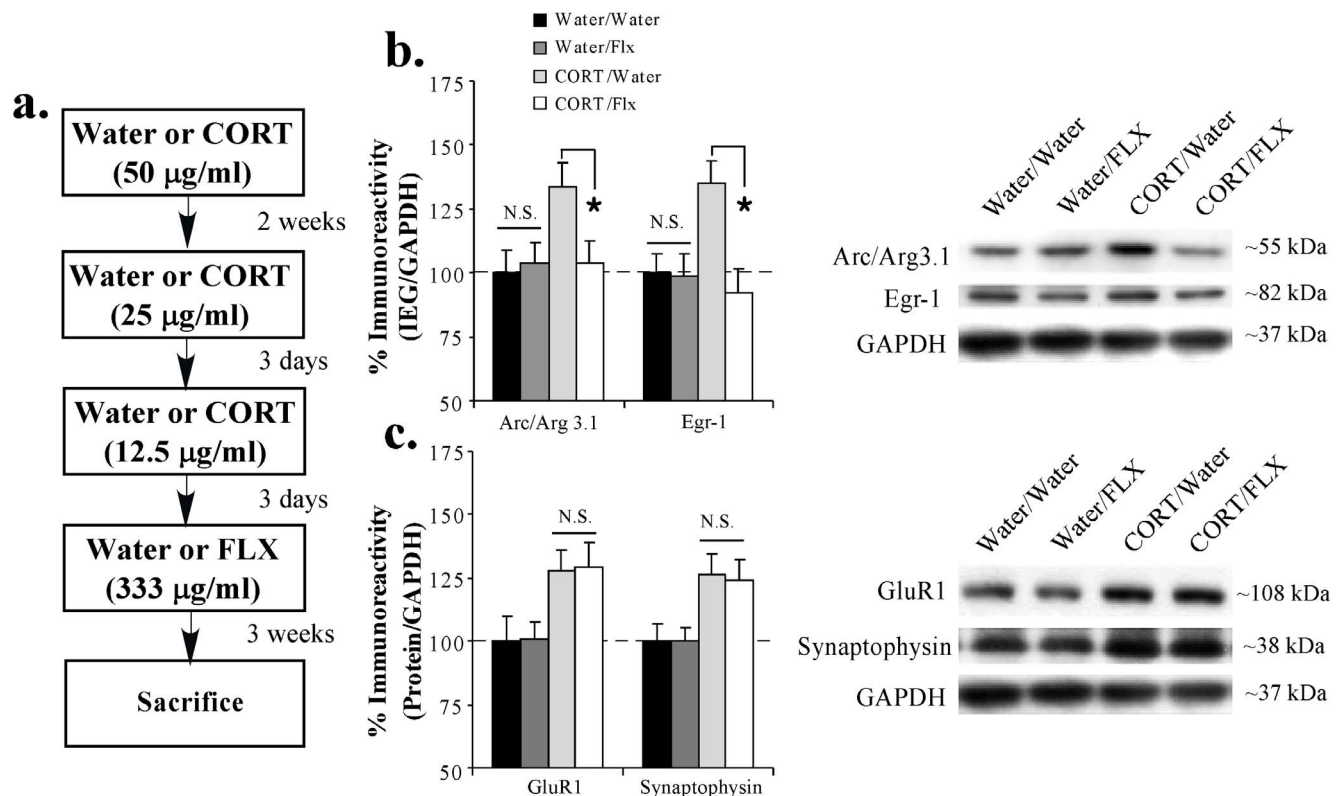 a.
Water or CORT
(50 μg/ml)
2 weeks
Water or CORT
(25 μg/ml)
3 days
Water or CORT
(12.5 μg/ml)
3 days
Water or FLX
(333 μg/ml)
3 weeks
Sacrifice
b.
Water/Water
Water/Flx
CORT/Water
CORT/Flx
% Immunoreactivity
(IEG/GAPDH)
175
150
125
100
75
50
N.S.
*
N.S.
*
Arc/Arg 3.1
Egr-1
Water/Water
Water/FLX
CORT/Water
CORT/FLX
Arc/Arg3.1
~55 kDa
Egr-1
~82 kDa
GAPDH
~37 kDa
c.
% Immunoreactivity
(Protein/GAPDH)
175
150
125
100
75
50
N.S.
N.S.
GluR1
Synaptophysin
Water/Water
Water/FLX
CORT/Water
CORT/FLX
GluR1
~108 kDa
Synaptophysin
~38 kDa
GAPDH
~37 kDa